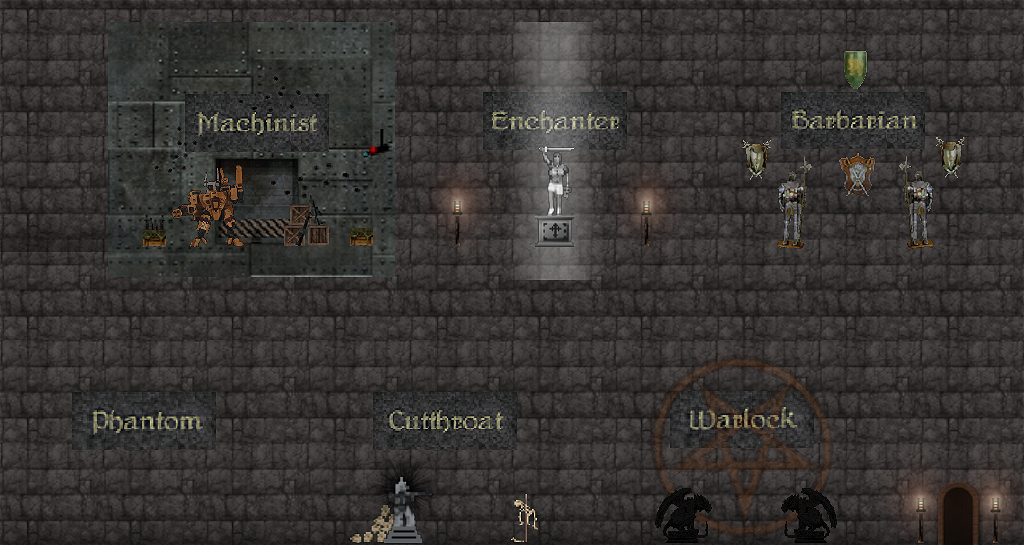 Machinist
Enchanter
Barbarian
Phantom
Cutthroat
Warlock